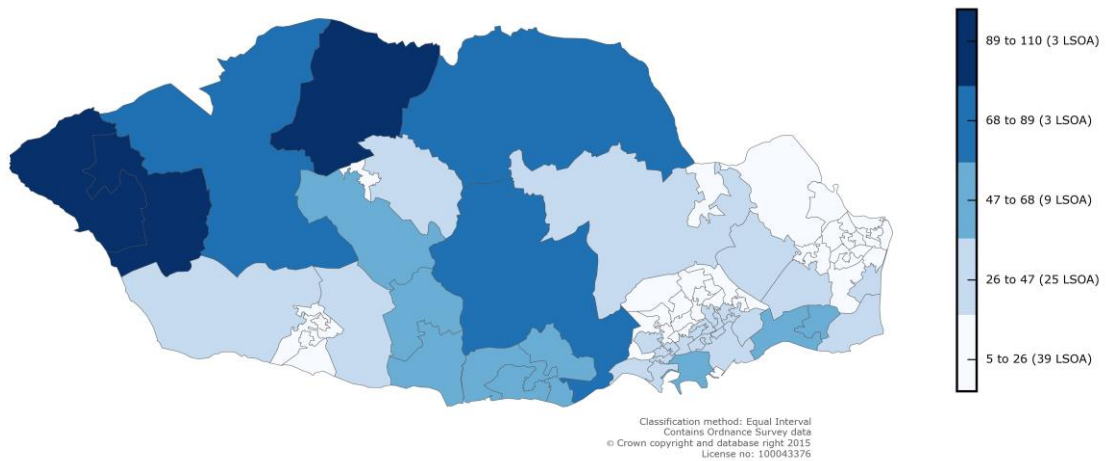 89 to 110 (3 LSOA)
68 to 89 (3 LSOA)
47 to 68 (9 LSOA)
26 to 47 (25 LSOA)
5 to 26 (39 LSOA)
Classification method: Equal Interval
Contains Ordnance Survey data
© Crown copyright and database right 2015
License no: 100043376